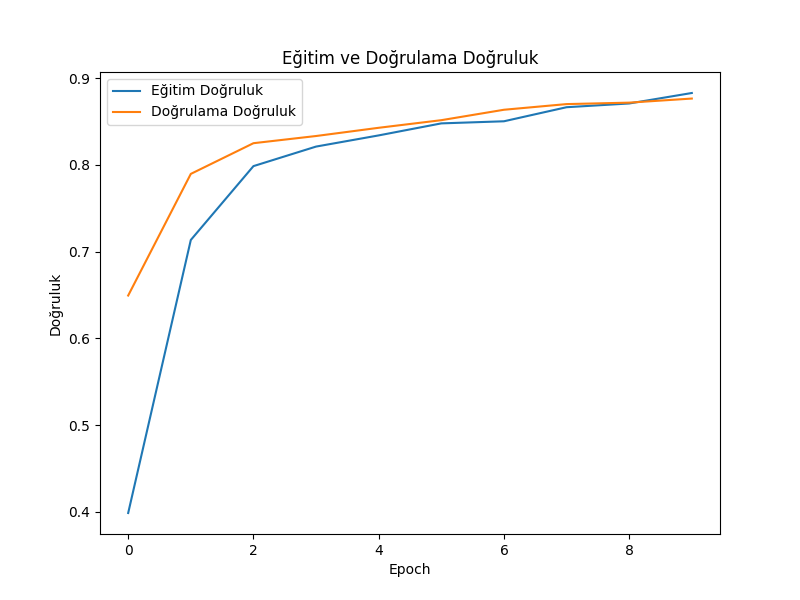 Eğitim ve Doğrulama Doğruluk
Eğitim Doğruluk
Doğrulama Doğruluk
0.9
0.8
0.7
0.6
0.5
0.4
Doğruluk
0 2 4 6 8
Epoch